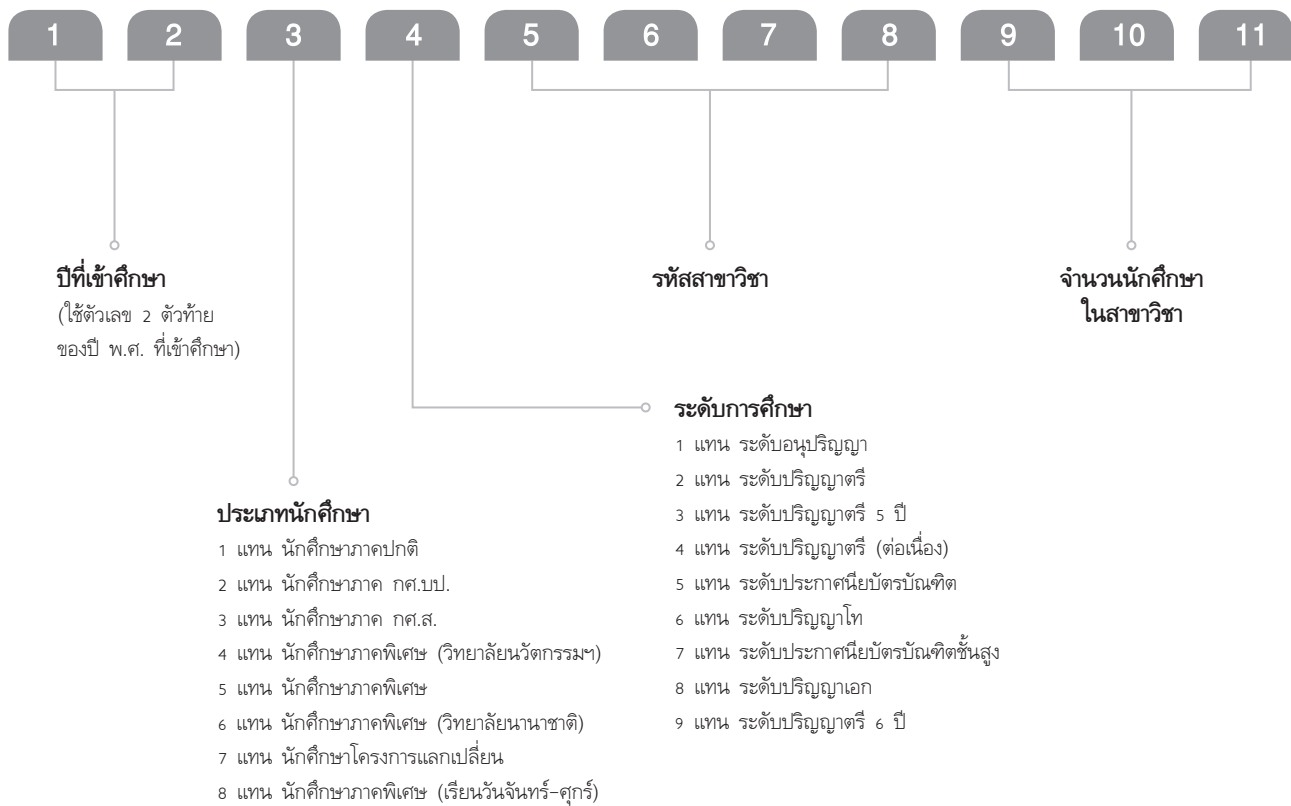 1 2 3 4 5 6 7 8 9 10 11
ปีที่เข้าศึกษา
(ใช้ตัวเลข 2 ตัวท้าย
ของปี พ.ศ. ที่เข้าศึกษา)
รหัสสาขาวิชา
จำนวนนักศึกษา
ในสาขาวิชา
ระดับการศึกษา
1 แทน ระดับอนุปริญญา
2 แทน ระดับปริญญาตรี
3 แทน ระดับปริญญาตรี 5 ปี
4 แทน ระดับปริญญาตรี (ต่อเนื่อง)
5 แทน ระดับประกาศนียบัตรบัณฑิต
6 แทน ระดับปริญญาโท
7 แทน ระดับประกาศนียบัตรบัณฑิตชั้นสูง
8 แทน ระดับปริญญาเอก
9 แทน ระดับปริญญาตรี 6 ปี
ประเภทนักศึกษา
1 แทน นักศึกษาภาคปกติ
2 แทน นักศึกษาภาค กศ.บป.
3 แทน นักศึกษาภาค กศ.ส.
4 แทน นักศึกษาภาคพิเศษ (วิทยาลัยนวัตกรรมฯ)
5 แทน นักศึกษาภาคพิเศษ
6 แทน นักศึกษาภาคพิเศษ (วิทยาลัยนานาชาติ)
7 แทน นักศึกษาโครงการแลกเปลี่ยน
8 แทน นักศึกษาภาคพิเศษ (เรียนวันจันทร์-ศุกร์)